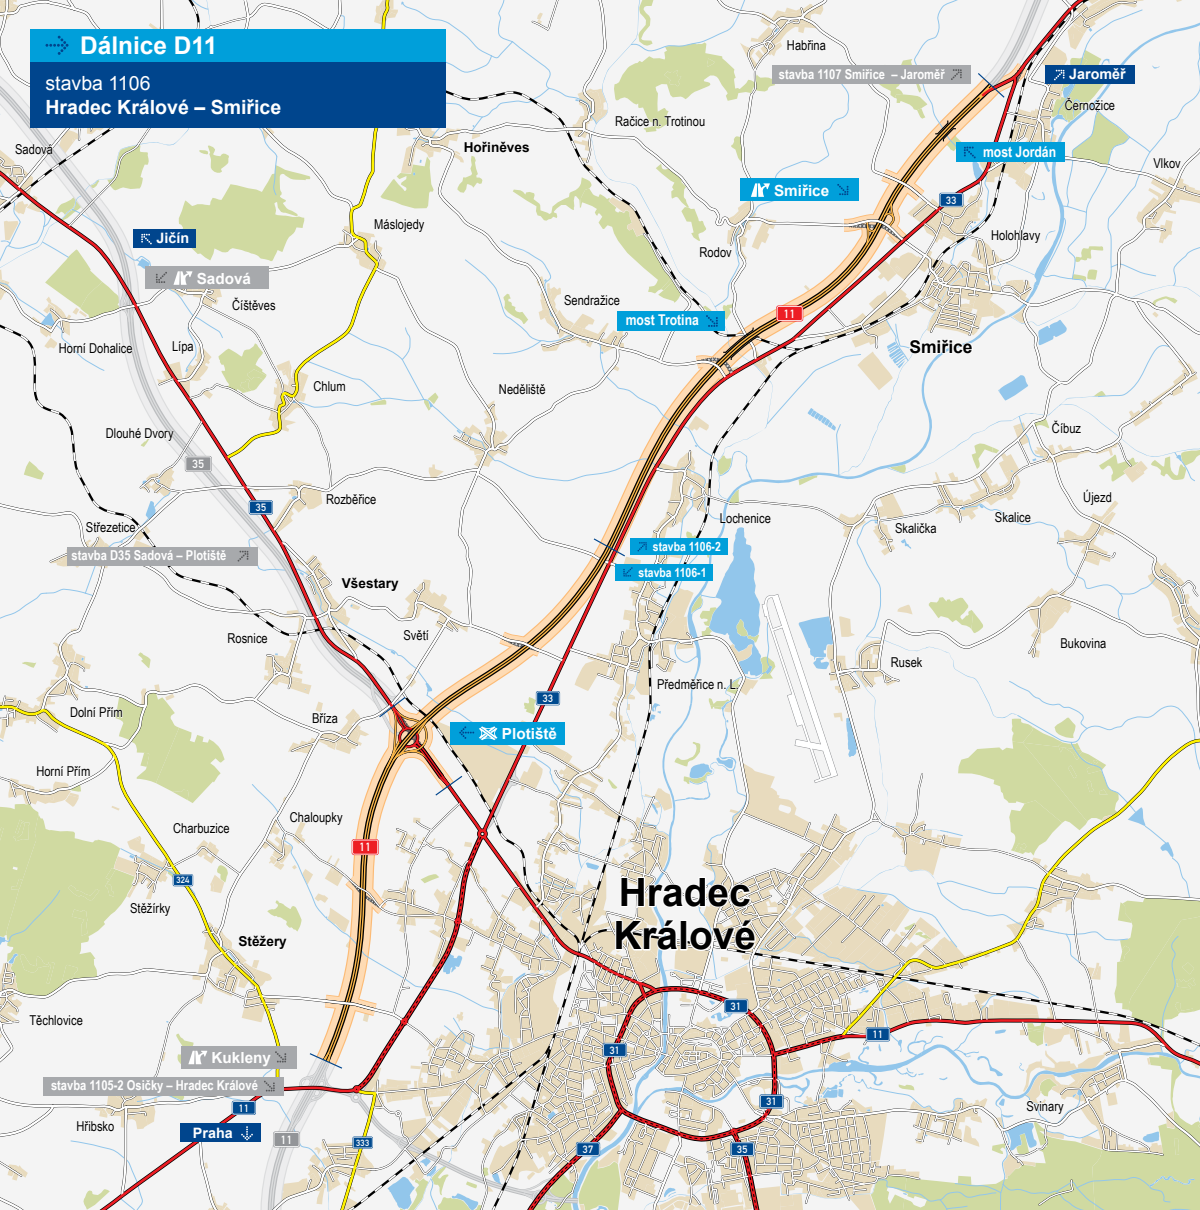 Dálnice D11
stavba 1106
Hradec Králové – Smiřice
Habřina
stavba 1107 Smiřice – Jaroměř
Jaroměř
Černožice
Račice n. Trotinou
Hořiněves
Sadová
most Jordán
Vlkov
Smiřice
33
Máslojedy
Holohlavy
Jičín
Rodov
Sadová
Číštěves
Sendražice
most Trotina
11
Horní Dohalice
Lípa
Smiřice
Chlum
Neděliště
Dlouhé Dvory
Číbuz
35
Rozběřice
Újezd
35
Lochenice
Skalice
Skalička
Střezetice
stavba D35 Sadová – Plotiště
stavba 1106-2
stavba 1106-1
Všestary
Rosnice
Světí
Bukovina
Rusek
Předměřice n. L.
33
Dolní Přím
Bříza
Plotiště
Horní Přím
Chaloupky
Charbuzice
11
324
Hradec
Králové
Stěžírky
Stěžery
31
Těchlovice
11
31
Kukleny
stavba 1105-2 Osičky – Hradec Králové
31
11
Svinary
Hřibsko
Praha
11
333
37
35